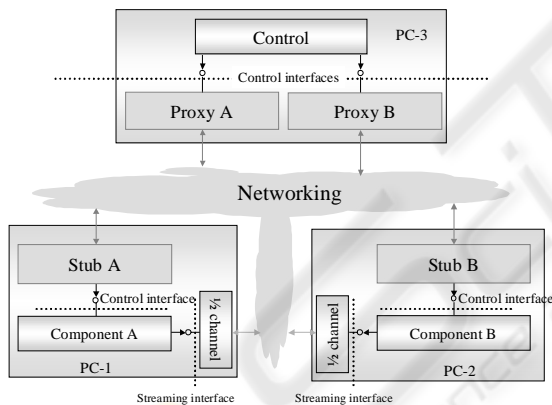 Control
PC-3
Control interfaces
Proxy A
Proxy B
Networking
Stub A
Control interface
Component A
½ channel
PC-1
Streaming interface
Stub B
Control interface
½ channel
Component B
PC-2
Streaming interface